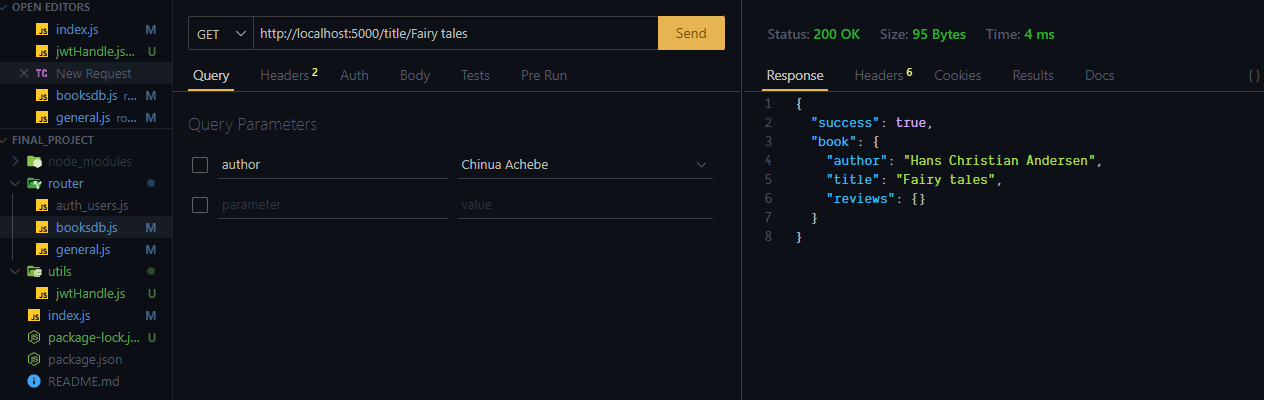 OPEN EDITORS
index.js M
jwtHandle.js... U
TC New Request
booksdb.js r... M
general.js ro... M
FINAL_PROJECT
node_modules
router
auth_users.js
booksdb.js M
general.js M
utils
jwtHandle.js U
index.js M
package-lock.j... U
package.json
README.md
GET http://localhost:5000/title/Fairy tales Send
Query Headers 2 Auth Body Tests Pre Run
Query Parameters
author Chinua Achebe
parameter value
Status: 200 OK Size: 95 Bytes Time: 4 ms
Response Headers 6 Cookies Results Docs { }
1 {
2 "success": true,
3 "book": {
4 "author": "Hans Christian Andersen",
5 "title": "Fairy tales",
6 "reviews": {}
7 }
8 }